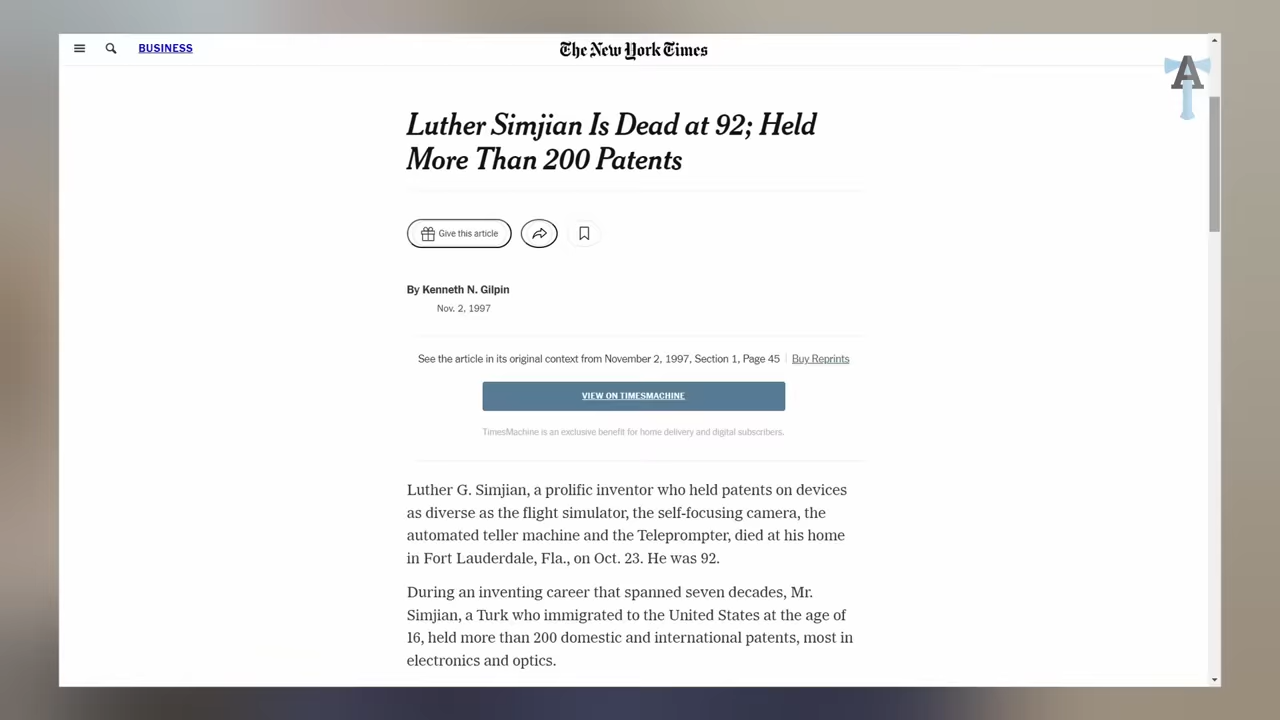 BUSINESS
The New York Times
A
Luther Simjian Is Dead at 92; Held
More Than 200 Patents
Give this article
By Kenneth N. Gilpin
Nov. 2, 1997
See the article in its original context from November 2, 1997, Section 1, Page 45
Buy Reprints
VIEW ON TIMESMACHINE
TimesMachine is an exclusive benefit for home delivery and digital subscribers.
Luther G. Simjian, a prolific inventor who held patents on devices
as diverse as the flight simulator, the self-focusing camera, the
automated teller machine and the Teleprompter, died at his home
in Fort Lauderdale, Fla., on Oct. 23. He was 92.
During an inventing career that spanned seven decades, Mr.
Simjian, a Turk who immigrated to the United States at the age of
16, held more than 200 domestic and international patents, most in
electronics and optics.